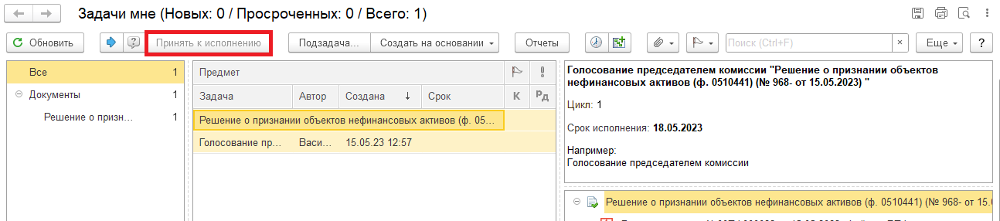 Задачи мне (Новых: 0 / Просроченных: 0 / Всего: 1)
Обновить Принять к исполнению Подзадача... Создать на основании Отчеты Поиск (Ctrl+F) × Еще ?
Все 1
Документы 1
Решение о призн... 1
Предмет
Задача Автор Создана ↓ Срок К Рд
Решение о признании объектов нефинансовых активов (ф. 05...
Голосование пр... Васи... 15.05.23 12:57
Голосование председателем комиссии "Решение о признании объектов
нефинансовых активов (ф. 0510441) (№ 968- от 15.05.2023) "
Цикл: 1
Срок исполнения: 18.05.2023
Например:
Голосование председателем комиссии
Решение о признании объектов нефинансовых активов (ф. 0510441) (№ 968- от 15.0